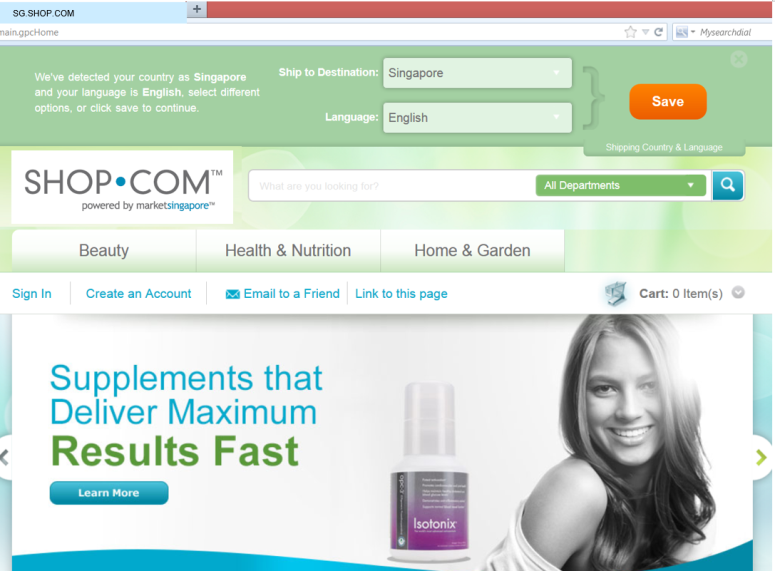 SG.SHOP.COM
+
main.gpcHome
Mysearchdial
We've detected your country as Singapore
and your language is English, select different
options, or click save to continue.
Ship to Destination:
Singapore
Language:
English
Save
Shipping Country & Language
SHOP•COM™
powered by marketsingapore™
What are you looking for?
All Departments
Beauty
Health & Nutrition
Home & Garden
Sign In
Create an Account
Email to a Friend
Link to this page
Cart: 0 Item(s)
Supplements that
Deliver Maximum
Results Fast
Learn More
Isotonix